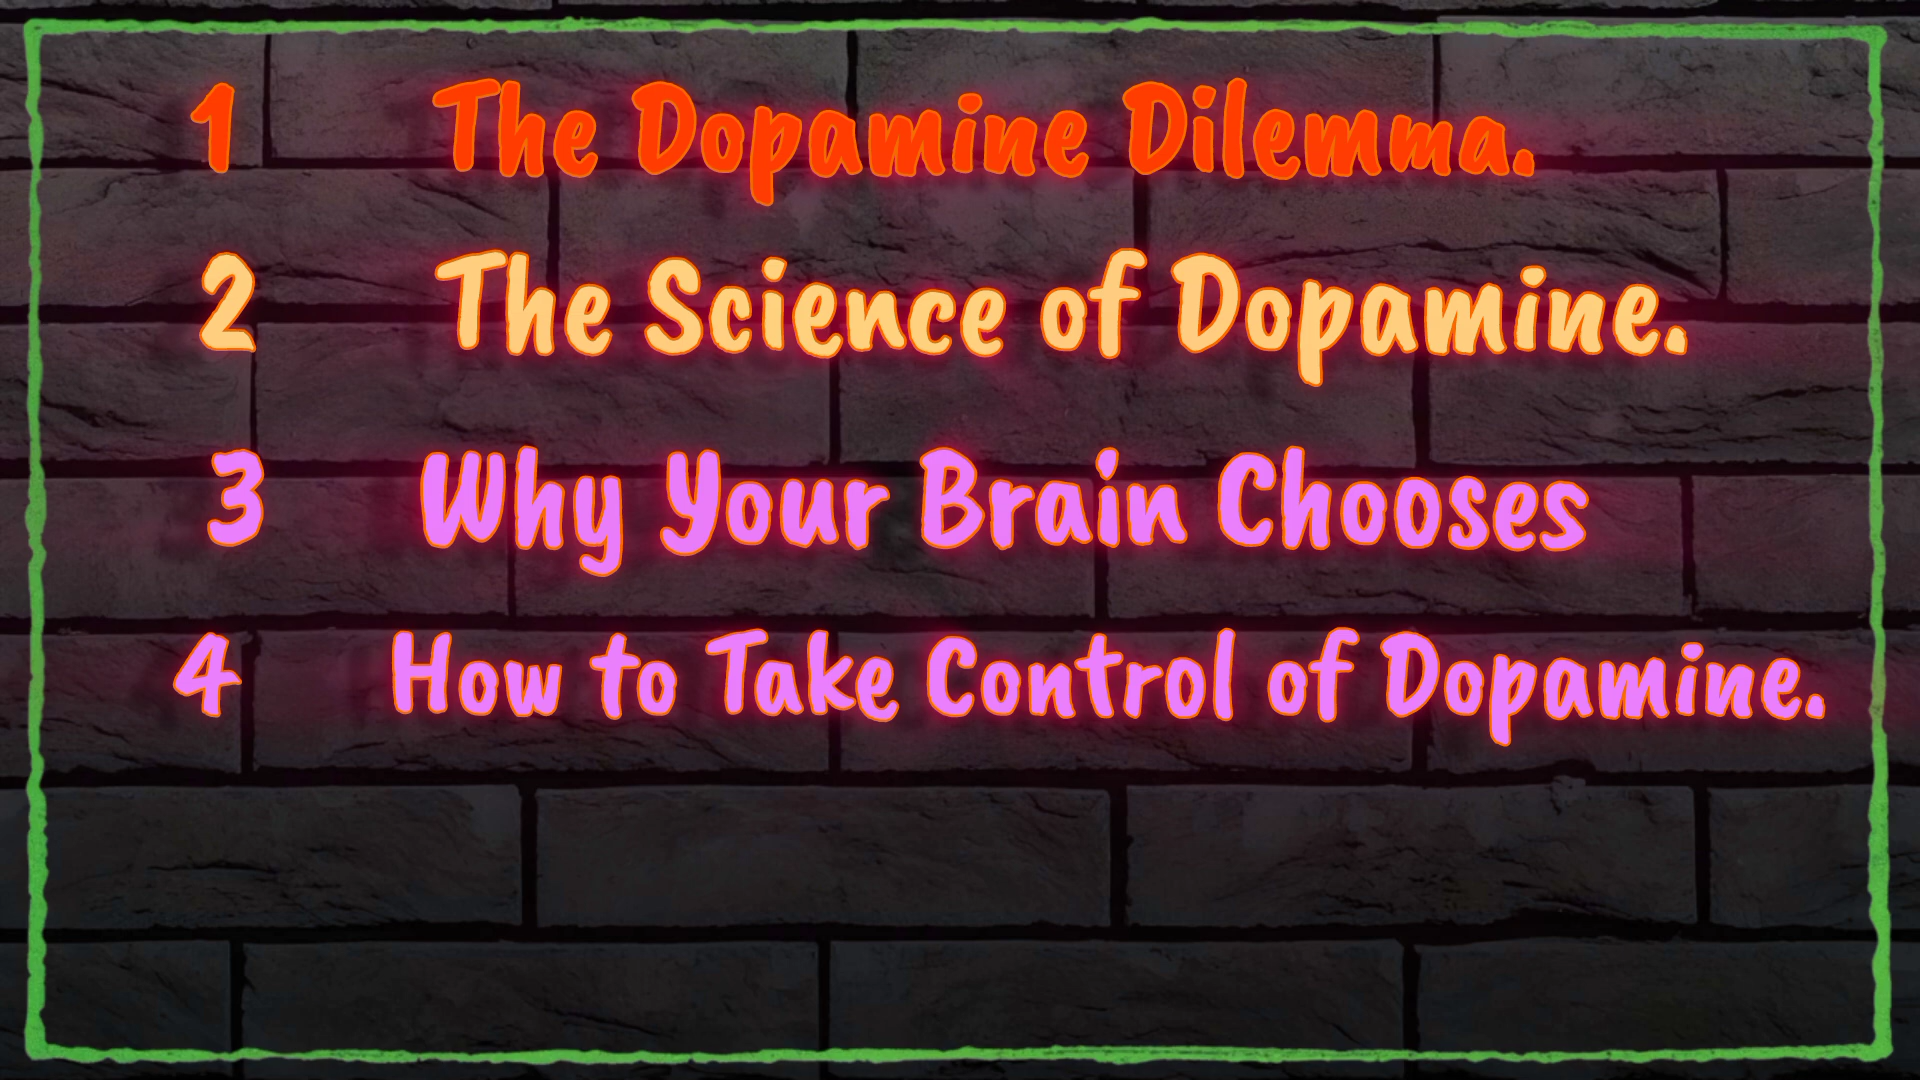 1 The Dopamine Dilemma.
2 The Science of Dopamine.
3 Why Your Brain Chooses
4 How to Take Control of Dopamine.